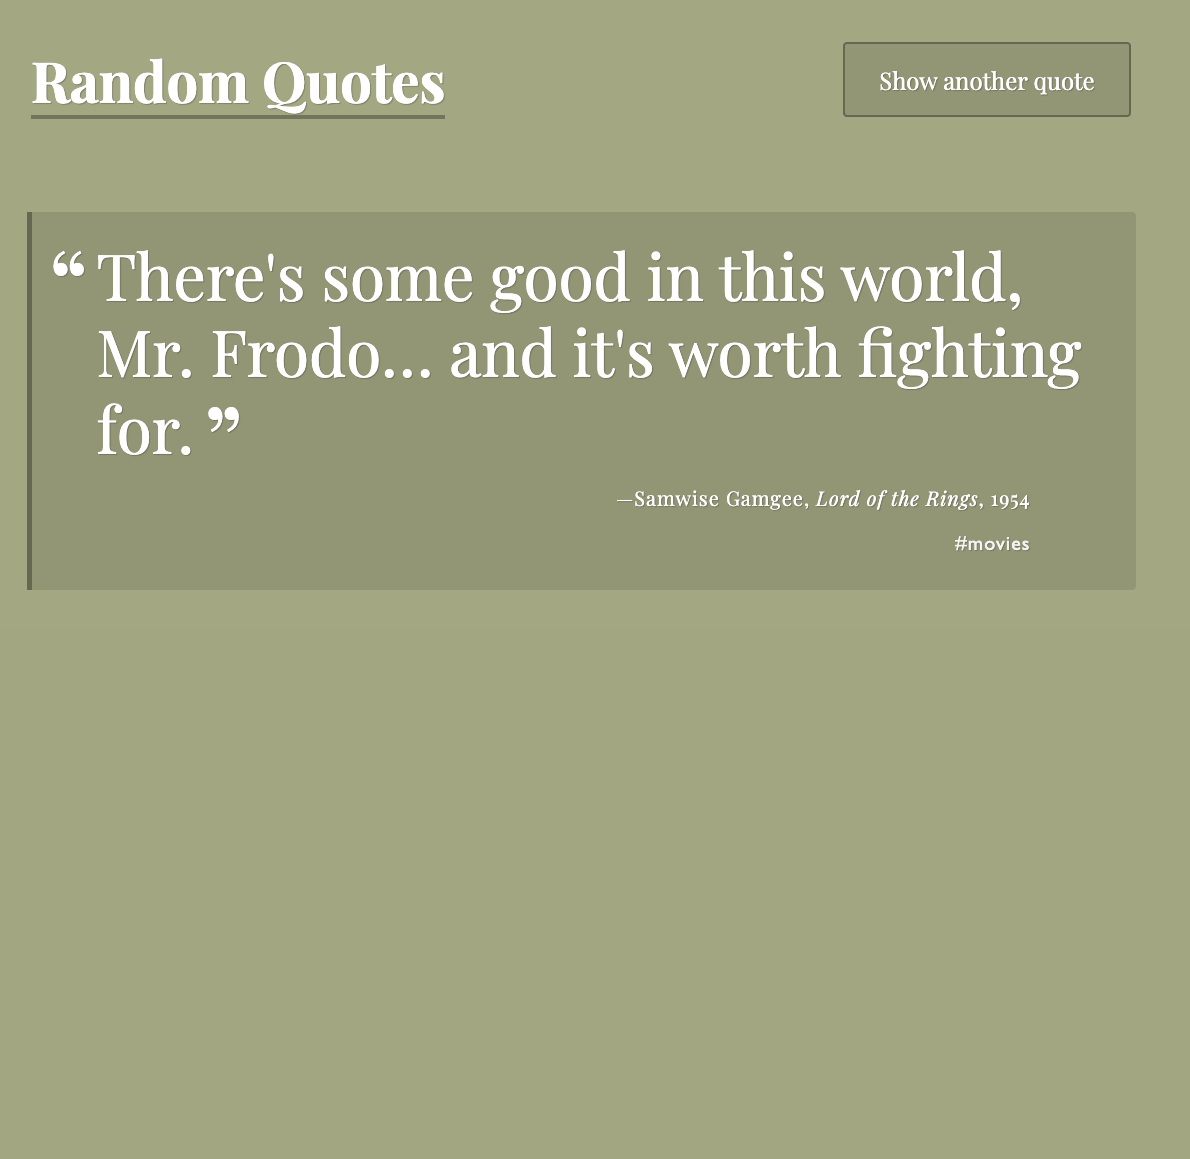 Random Quotes
Show another quote
“There's some good in this world,
Mr. Frodo… and it's worth fighting
for.”
—Samwise Gamgee, Lord of the Rings, 1954
#movies